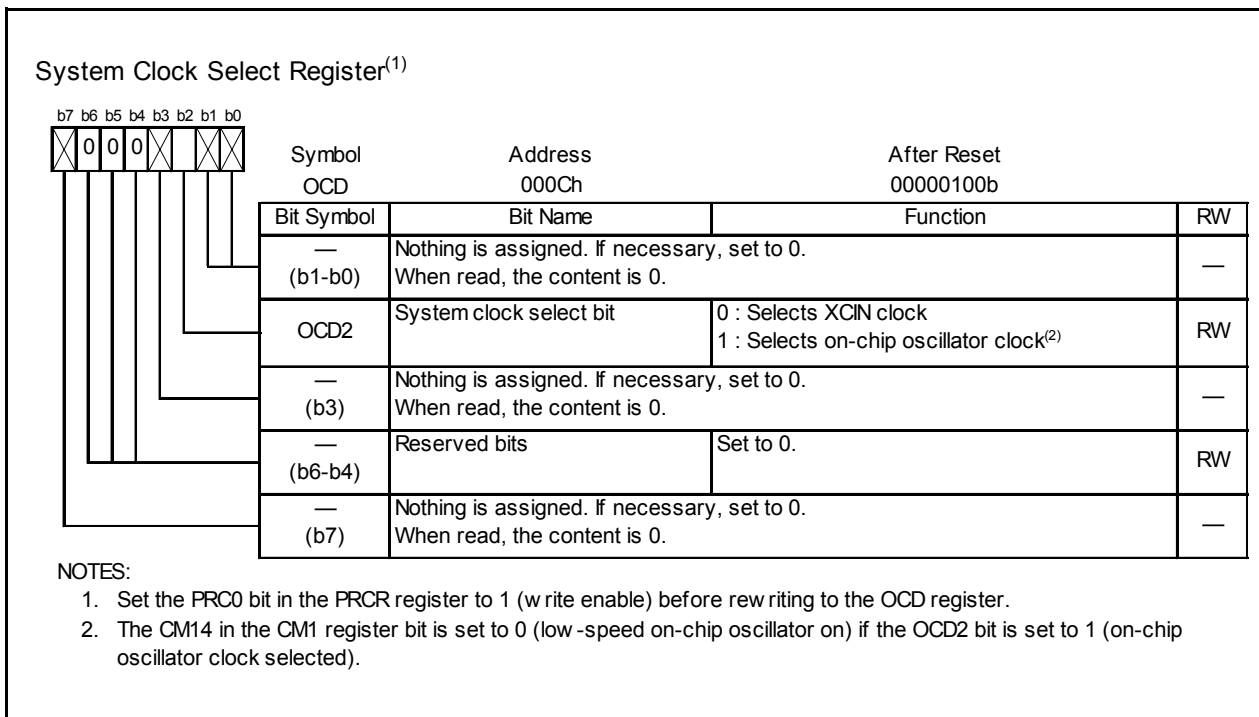 System Clock Select Register(1)
b7 b6 b5 b4 b3 b2 b1 b0
0 0 0
Symbol Address After Reset
OCD 000Ch 00000100b
Bit Symbol Bit Name Function RW
— Nothing is assigned. If necessary, set to 0. —
(b1-b0) When read, the content is 0.
OCD2 System clock select bit 0 : Selects XCIN clock RW
1 : Selects on-chip oscillator clock(2)
— Nothing is assigned. If necessary, set to 0. —
(b3) When read, the content is 0.
— Reserved bits Set to 0. RW
(b6-b4)
— Nothing is assigned. If necessary, set to 0. —
(b7) When read, the content is 0.
NOTES:
1. Set the PRC0 bit in the PRCR register to 1 (write enable) before rewriting to the OCD register.
2. The CM14 in the CM1 register bit is set to 0 (low-speed on-chip oscillator on) if the OCD2 bit is set to 1 (on-chip
oscillator clock selected).